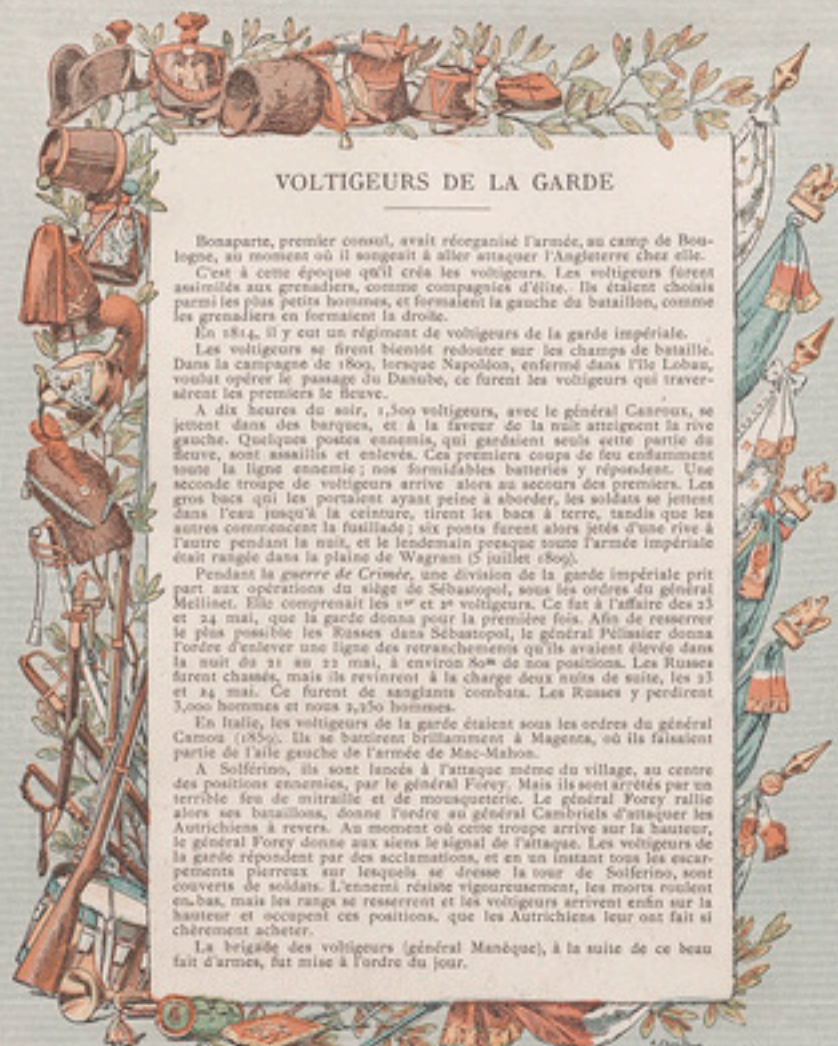 VOLTIGEURS DE LA GARDE
Bonaparte, premier consul, avait réorganisé l'armée, au camp de Bou-
logne, au moment où il songeait à aller attaquer l'Angleterre chez elle.
C'est à cette époque qu'il créa les voltigeurs. Les voltigeurs furent
assimilés aux grenadiers, comme compagnies d'élite. Ils étaient choisis
parmi les plus petits hommes, et formaient la gauche du bataillon, comme
les grenadiers en formaient la droite.
En 1814, il y eut un régiment de voltigeurs de la garde impériale.
Les voltigeurs se firent bientôt redouter sur les champs de bataille.
Dans la campagne de 1809, lorsque Napoléon, enfermé dans l'île Lobau,
voulut opérer le passage du Danube, ce furent les voltigeurs qui traver-
sèrent les premiers le fleuve.
A dix heures du soir, 1,500 voltigeurs, avec le général Canroux, se
jettent dans des barques, et à la faveur de la nuit atteignent la rive
gauche. Quelques postes ennemis, qui gardaient seuls cette partie du
fleuve, sont assaillis et enlevés. Ces premiers coups de feu enflamment
toute la ligne ennemie; nos formidables batteries y répondent. Une
seconde troupe de voltigeurs arrive alors au secours des premiers. Les
gros bacs qui les portaient ayant peine à aborder, les soldats se jettent
dans l'eau jusqu'à la ceinture, tirent les bacs à terre, tandis que les
autres commencent la fusillade; six ponts furent alors jetés d'une rive à
l'autre pendant la nuit, et le lendemain presque toute l'armée impériale
était rangée dans la plaine de Wagram (5 juillet 1809).
Pendant la guerre de Crimée, une division de la garde impériale prit
part aux opérations du siège de Sébastopol, sous les ordres du général
Mellinet. Elle comprenait les 1er et 2e voltigeurs. Ce fut à l'affaire des 23
et 24 mai, que la garde donna pour la première fois. Afin de resserrer
le plus possible les Russes dans Sébastopol, le général Pélissier donna
l'ordre d'enlever une ligne des retranchements qu'ils avaient élevée dans
la nuit du 21 au 22 mai, à environ 80m de nos positions. Les Russes
furent chassés, mais ils revinrent à la charge deux nuits de suite, les 23
et 24 mai. Ce furent de sanglants combats. Les Russes y perdirent
3,000 hommes et nous 2,250 hommes.
En Italie, les voltigeurs de la garde étaient sous les ordres du général
Camou (1859). Ils se battirent brillamment à Magenta, où ils faisaient
partie de l'aile gauche de l'armée de Mac-Mahon.
A Solférino, ils sont lancés à l'attaque même du village, au centre
des positions ennemies, par le général Forey. Mais ils sont arrêtés par un
terrible feu de mitraille et de mousqueterie. Le général Forey rallie
alors ses bataillons, donne l'ordre au général Cambriels d'attaquer les
Autrichiens à revers. Au moment où cette troupe arrive sur la hauteur,
le général Forey donne aux siens le signal de l'attaque. Les voltigeurs de
la garde répondent par des acclamations, et en un instant tous les escar-
pements pierreux sur lesquels se dresse la tour de Solferino, sont
couverts de soldats. L'ennemi résiste vigoureusement, les morts roulent
en bas, mais les rangs se resserrent et les voltigeurs arrivent enfin sur la
hauteur et occupent ces positions, que les Autrichiens leur ont fait si
chèrement acheter.
La brigade des voltigeurs (général Manèque), à la suite de ce beau
fait d'armes, fut mise à l'ordre du jour.